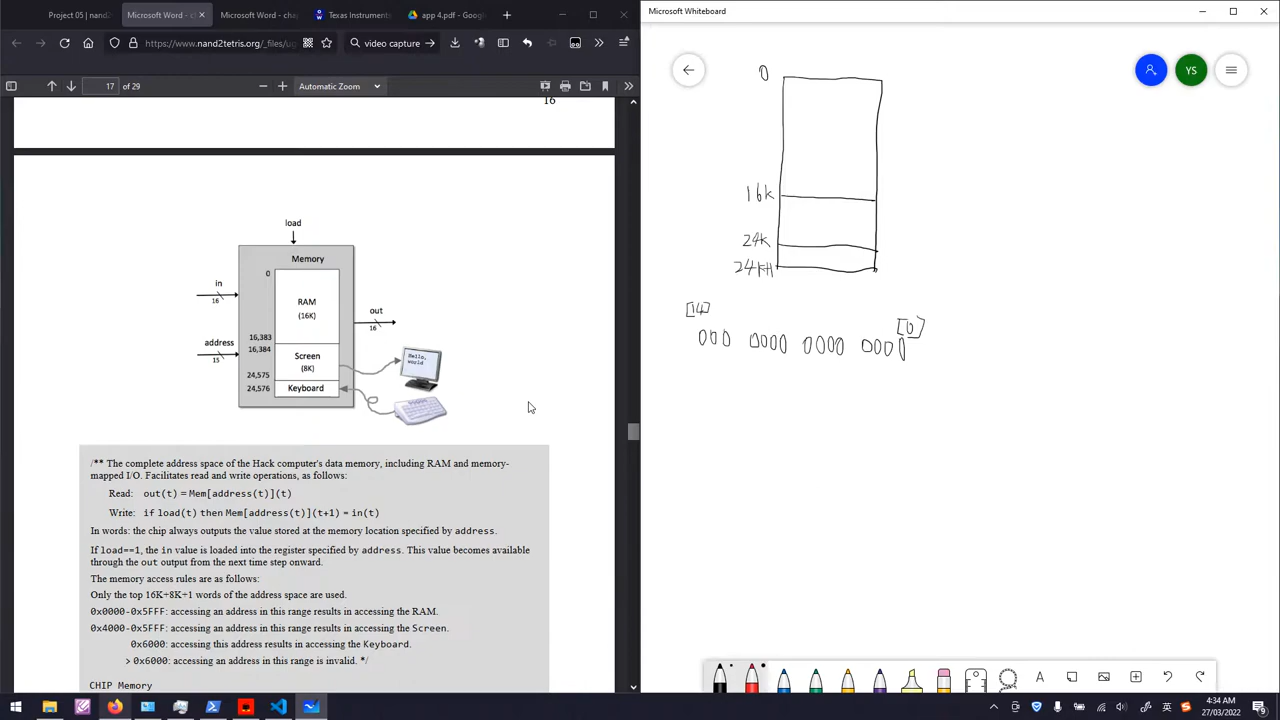 Project 05 | nand2
Microsoft Word -
Microsoft Word - nand
Texas Instruments
app 4.pdf - Goog
Microsoft Whiteboard
https://www.nand2tetris.org/_files/ug
video capture
17 of 29
Automatic Zoom
YS
16
load
Memory
in
16
0
RAM
(16K)
out
16
address
15
16,383
16,384
Screen
(8K)
Hello,
world
24,575
24,576
Keyboard
/** The complete address space of the Hack computer's data memory, including RAM and memory-
mapped I/O. Facilitates read and write operations, as follows:
Read: out(t) = Mem[address(t)](t)
Write: if load(t) then Mem[address(t)](t+1) = in(t)
In words: the chip always outputs the value stored at the memory location specified by address.
If load==1, the in value is loaded into the register specified by address. This value becomes available
through the out output from the next time step onward.
The memory access rules are as follows:
Only the top 16K+8K+1 words of the address space are used.
0x0000-0x5FFF: accessing an address in this range results in accessing the RAM.
0x4000-0x5FFF: accessing an address in this range results in accessing the Screen.
0x6000: accessing this address results in accessing the Keyboard.
> 0x6000: accessing an address in this range is invalid. */
CHIP Memory
0
16k
24k
[14]
[0]
000 0000 0000 0000
A
4:34 AM
27/03/2022